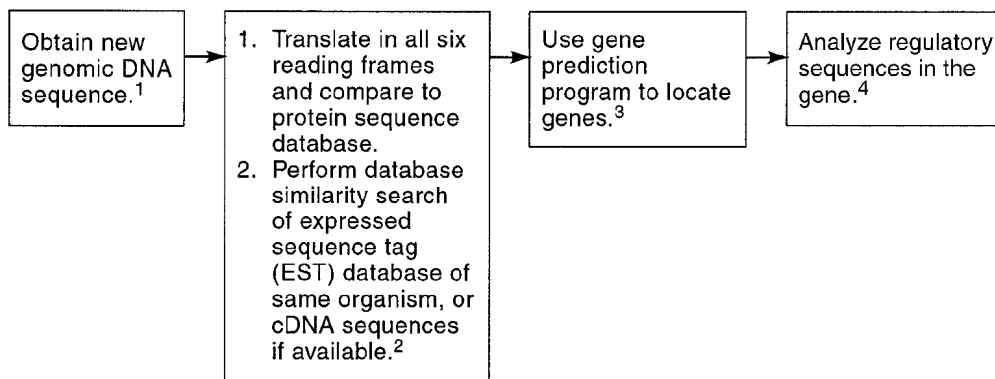 Obtain new
genomic DNA
sequence.¹
1. Translate in all six
reading frames
and compare to
protein sequence
database.
2. Perform database
similarity search
of expressed
sequence tag
(EST) database of
same organism, or
cDNA sequences
if available.²
Use gene
prediction
program to locate
genes.³
Analyze regulatory
sequences in the
gene.⁴